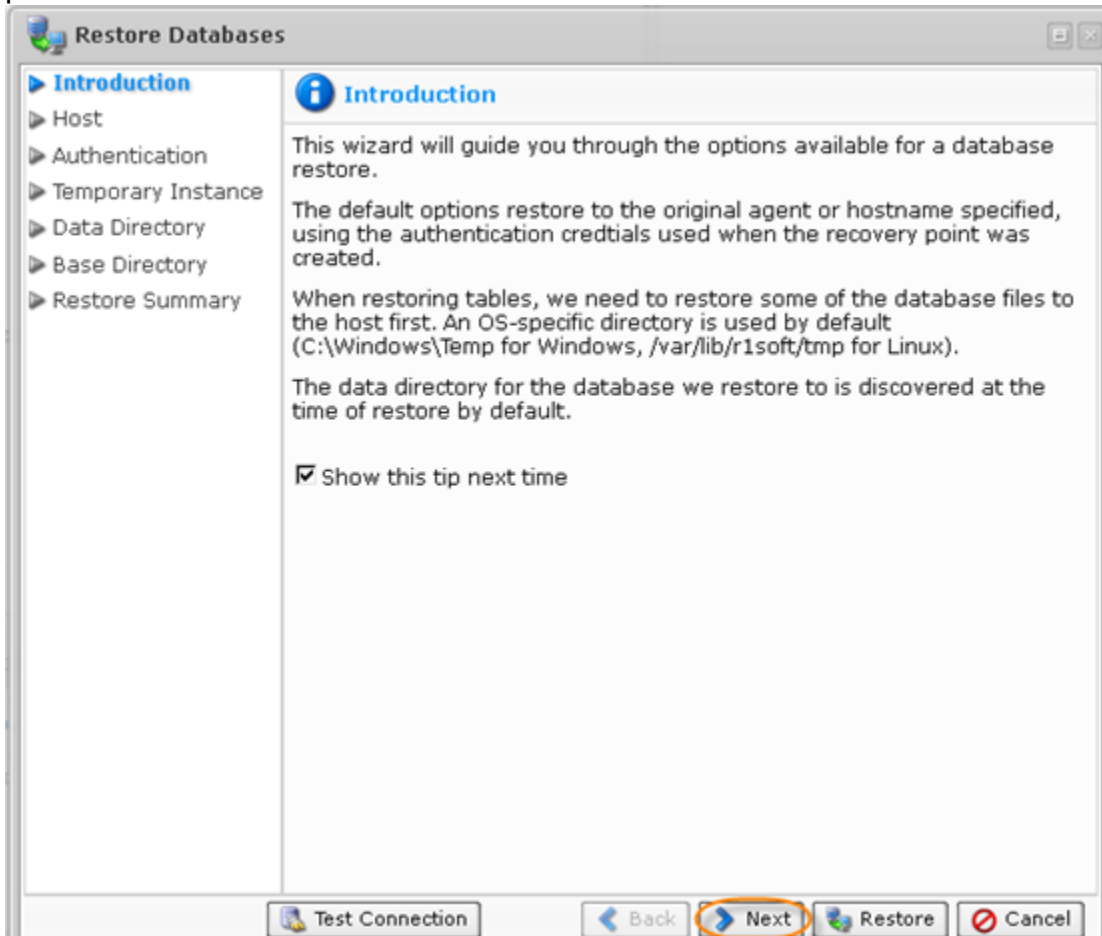 Restore Databases
Introduction
Host
Authentication
Temporary Instance
Data Directory
Base Directory
Restore Summary
Introduction
This wizard will guide you through the options available for a database
restore.
The default options restore to the original agent or hostname specified,
using the authentication credtials used when the recovery point was
created.
When restoring tables, we need to restore some of the database files to
the host first. An OS-specific directory is used by default
(C:\Windows\Temp for Windows, /var/lib/r1soft/tmp for Linux).
The data directory for the database we restore to is discovered at the
time of restore by default.
Show this tip next time
Test Connection
Back
Next
Restore
Cancel